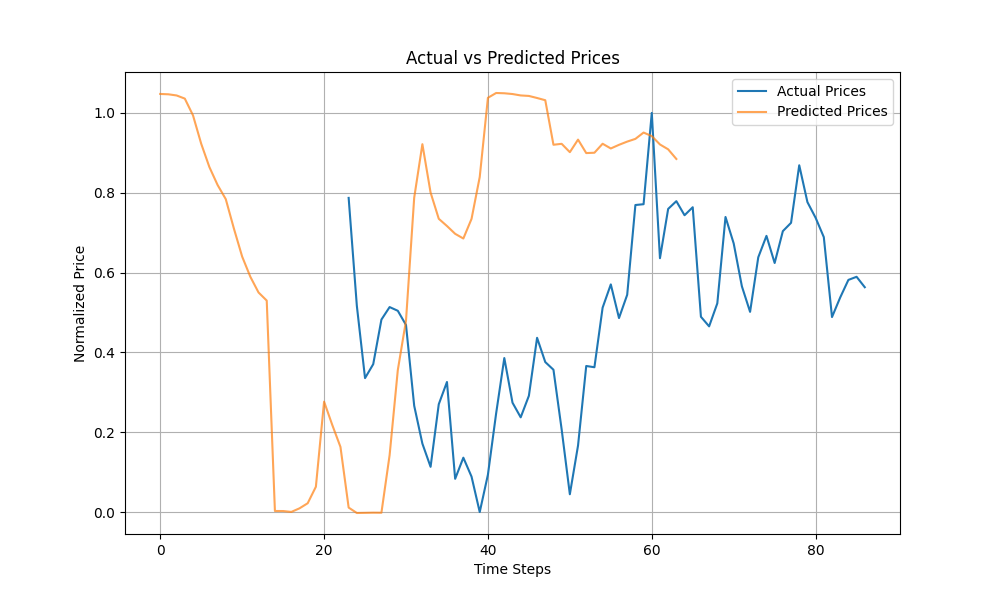 Actual vs Predicted Prices
Actual Prices
Predicted Prices
Normalized Price
1.0
0.8
0.6
0.4
0.2
0.0
0 20 40 60 80
Time Steps